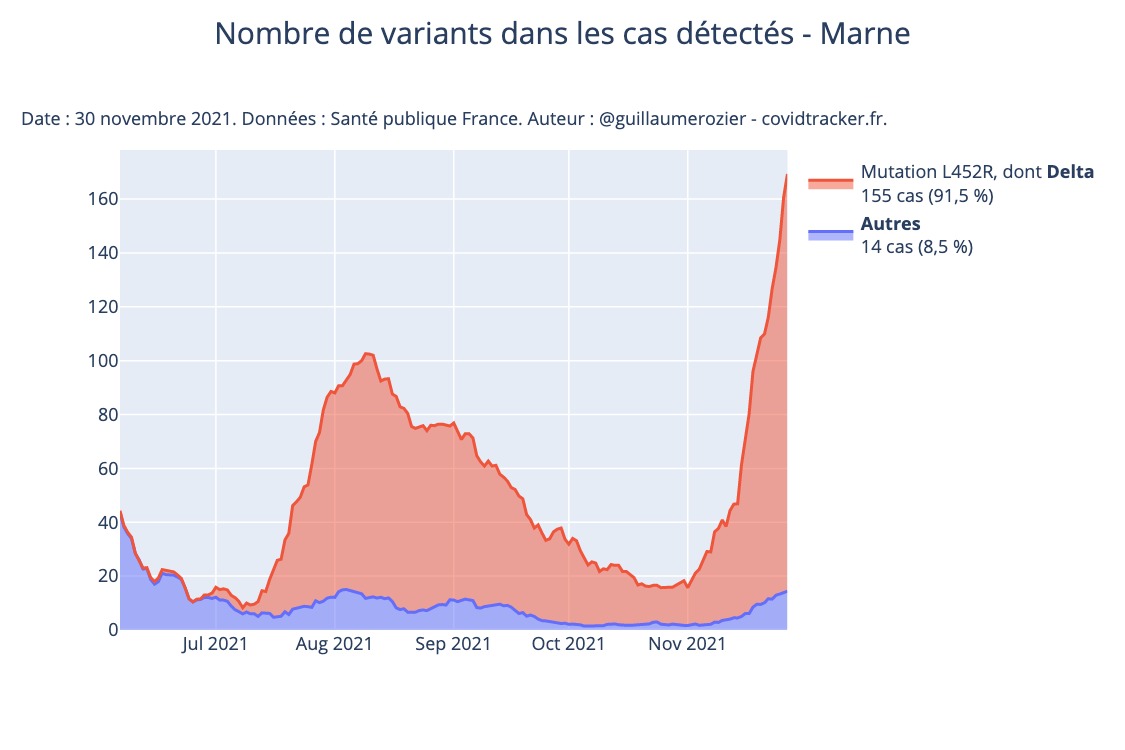 Nombre de variants dans les cas détectés - Marne
Date : 30 novembre 2021. Données : Santé publique France. Auteur : @guillaumerozier - covidtracker.fr.
Mutation L452R, dont Delta
155 cas (91,5 %)
Autres
14 cas (8,5 %)
160
140
120
100
80
60
40
20
0
Jul 2021
Aug 2021
Sep 2021
Oct 2021
Nov 2021